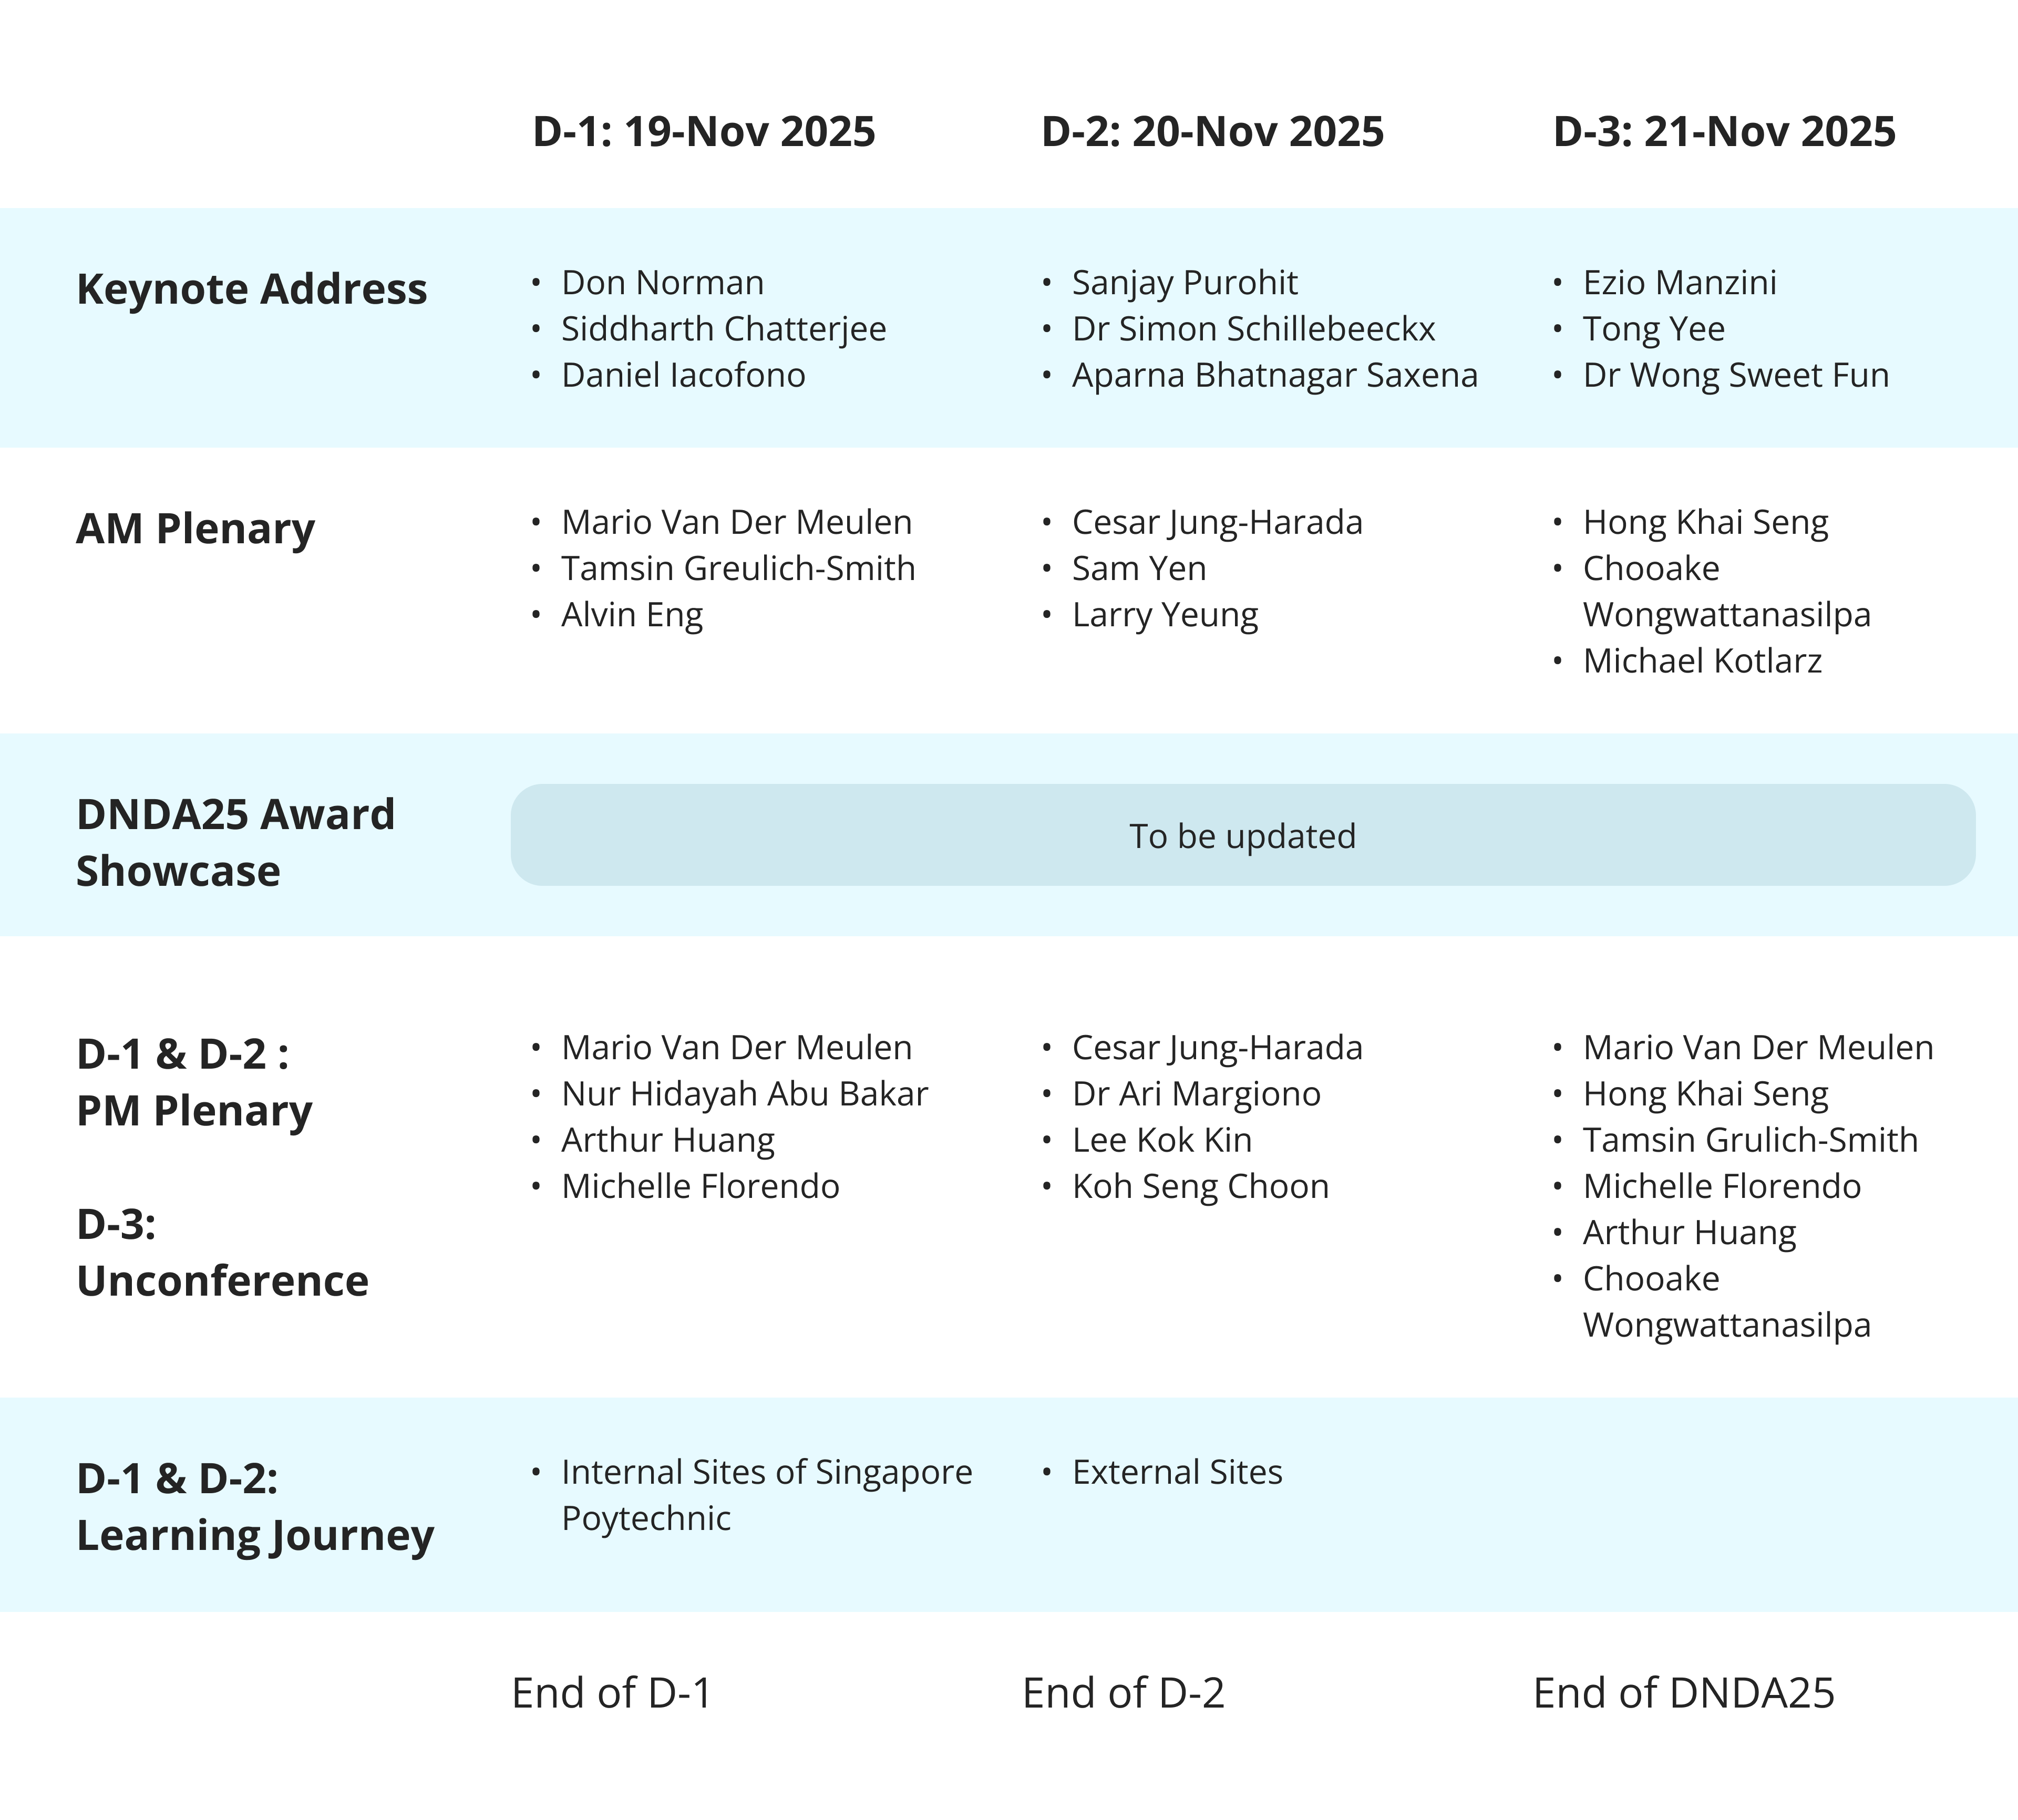 D-1: 19-Nov 2025
D-2: 20-Nov 2025
D-3: 21-Nov 2025
Keynote Address
• Don Norman
• Siddharth Chatterjee
• Daniel Iacofono
• Sanjay Purohit
• Dr Simon Schillebeeckx
• Aparna Bhatnagar Saxena
• Ezio Manzini
• Tong Yee
• Dr Wong Sweet Fun
AM Plenary
• Mario Van Der Meulen
• Tamsin Greulich-Smith
• Alvin Eng
• Cesar Jung-Harada
• Sam Yen
• Larry Yeung
• Hong Khai Seng
• Chooake
Wongwattanasilpa
• Michael Kotlarz
DNDA25 Award
Showcase
To be updated
D-1 & D-2 :
PM Plenary
D-3:
Unconference
• Mario Van Der Meulen
• Nur Hidayah Abu Bakar
• Arthur Huang
• Michelle Florendo
• Cesar Jung-Harada
• Dr Ari Margiono
• Lee Kok Kin
• Koh Seng Choon
• Mario Van Der Meulen
• Hong Khai Seng
• Tamsin Grulich-Smith
• Michelle Florendo
• Arthur Huang
• Chooake
Wongwattanasilpa
D-1 & D-2:
Learning Journey
• Internal Sites of Singapore
Poytechnic
• External Sites
End of D-1
End of D-2
End of DNDA25